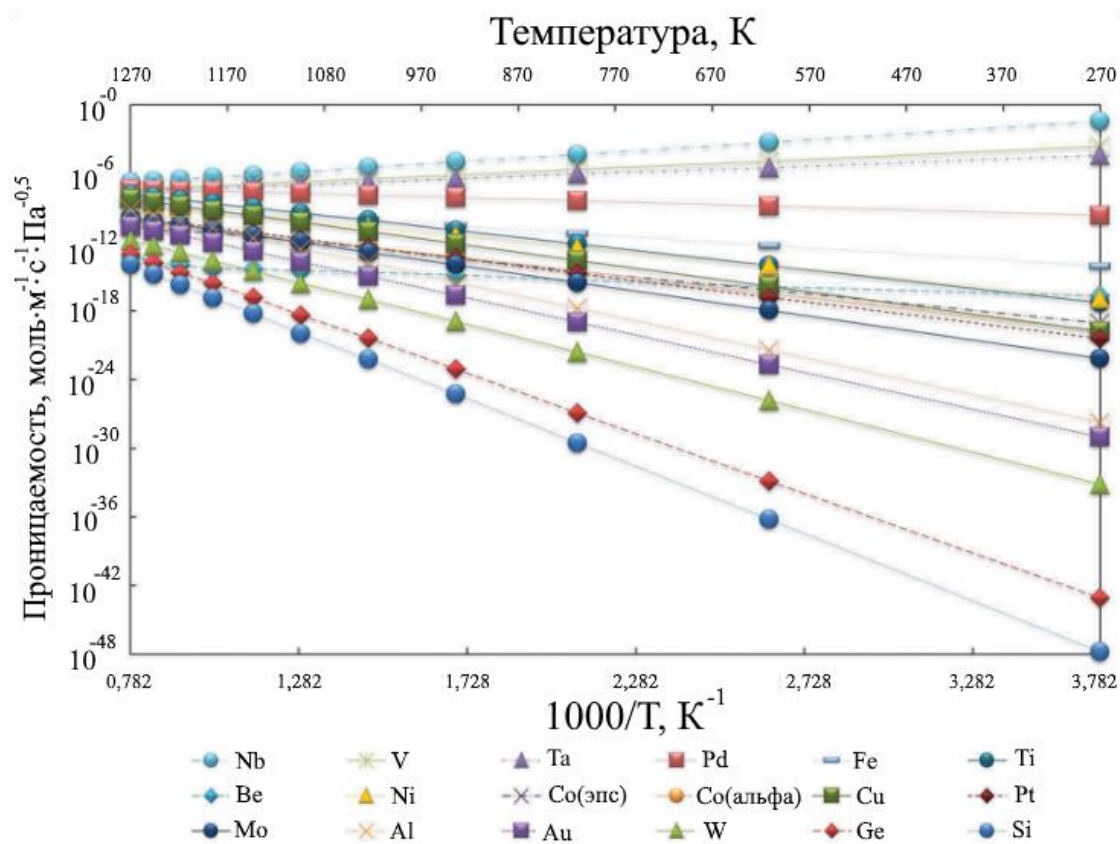 Температура, К
1270 1170 1080 970 870 770 670 570 470 370 270
Проницаемость, моль·м⁻¹·с⁻¹·Па⁻⁰,⁵
10⁻⁰
10⁻⁶
10⁻¹²
10⁻¹⁸
10⁻²⁴
10⁻³⁰
10⁻³⁶
10⁻⁴²
10⁻⁴⁸
0,782 1,282 1,728 2,282 2,728 3,282 3,782
1000/Т, К⁻¹
Nb V Ta Pd Fe Ti
Be Ni Co(эпс) Co(альфа) Cu Pt
Mo Al Au W Ge Si